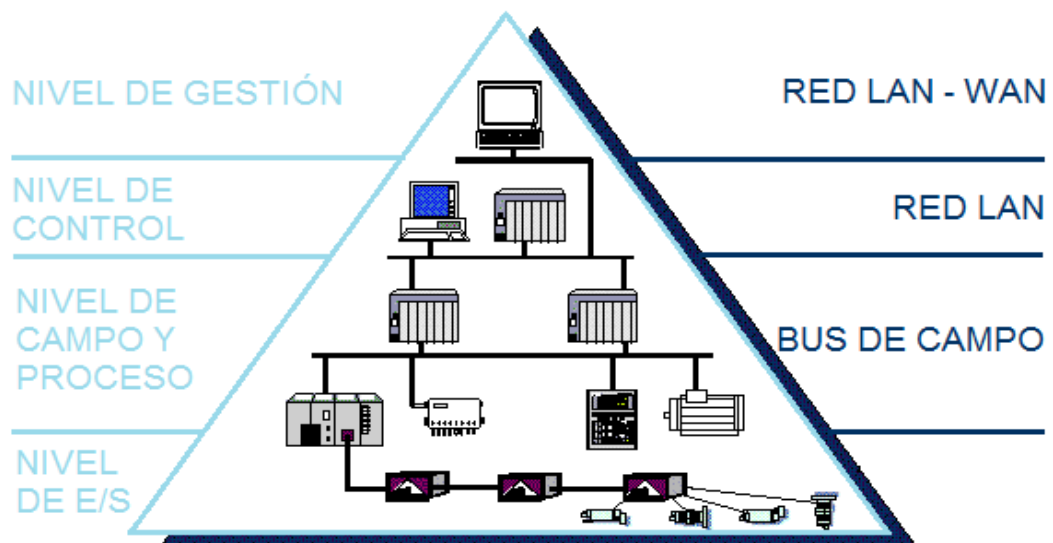 NIVEL DE GESTIÓN
RED LAN - WAN
NIVEL DE
CONTROL
RED LAN
NIVEL DE
CAMPO Y
PROCESO
BUS DE CAMPO
NIVEL
DE E/S